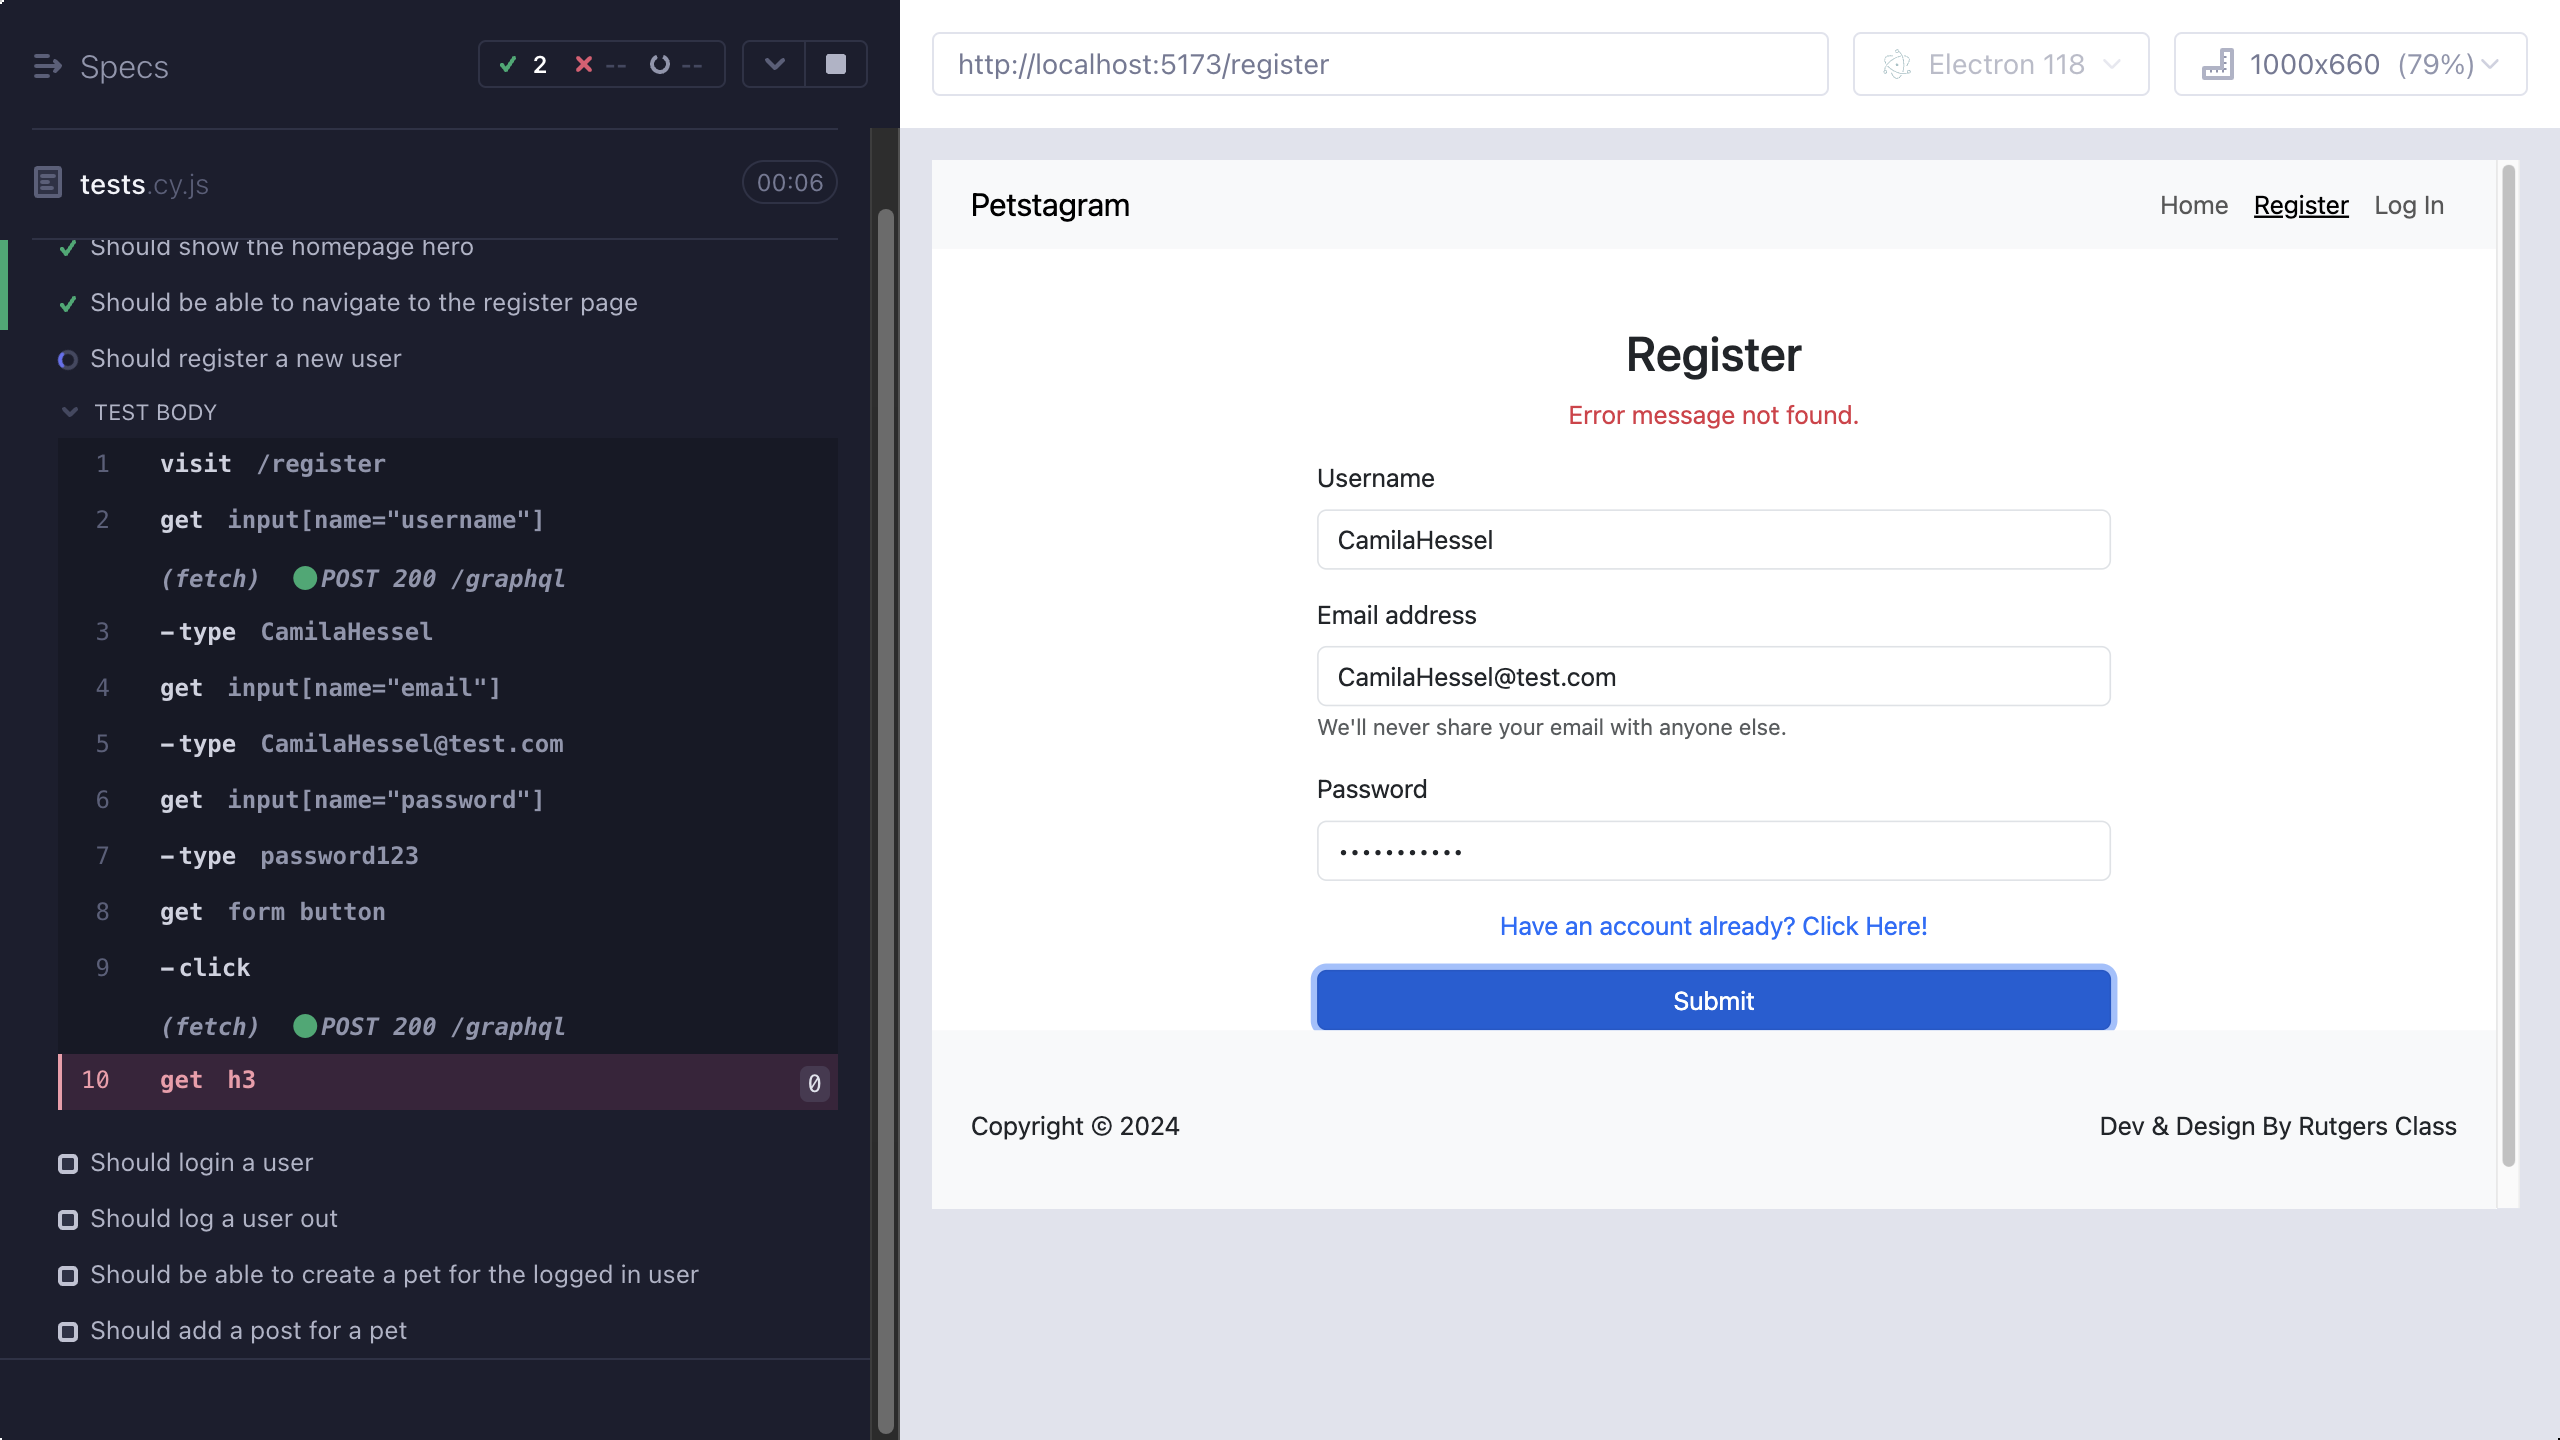 Specs
2 -- --
tests.cy.js
00:06
Should show the homepage hero
Should be able to navigate to the register page
Should register a new user
TEST BODY
1 visit /register
2 get input[name="username"]
(fetch) POST 200 /graphql
3 -type CamilaHessel
4 get input[name="email"]
5 -type CamilaHessel@test.com
6 get input[name="password"]
7 -type password123
8 get form button
9 -click
(fetch) POST 200 /graphql
10 get h3 0
Should login a user
Should log a user out
Should be able to create a pet for the logged in user
Should add a post for a pet
http://localhost:5173/register
Electron 118
1000x660 (79%)
Petstagram
Home Register Log In
Register
Error message not found.
Username
CamilaHessel
Email address
CamilaHessel@test.com
We'll never share your email with anyone else.
Password
•••••••••••
Have an account already? Click Here!
Submit
Copyright © 2024
Dev & Design By Rutgers Class